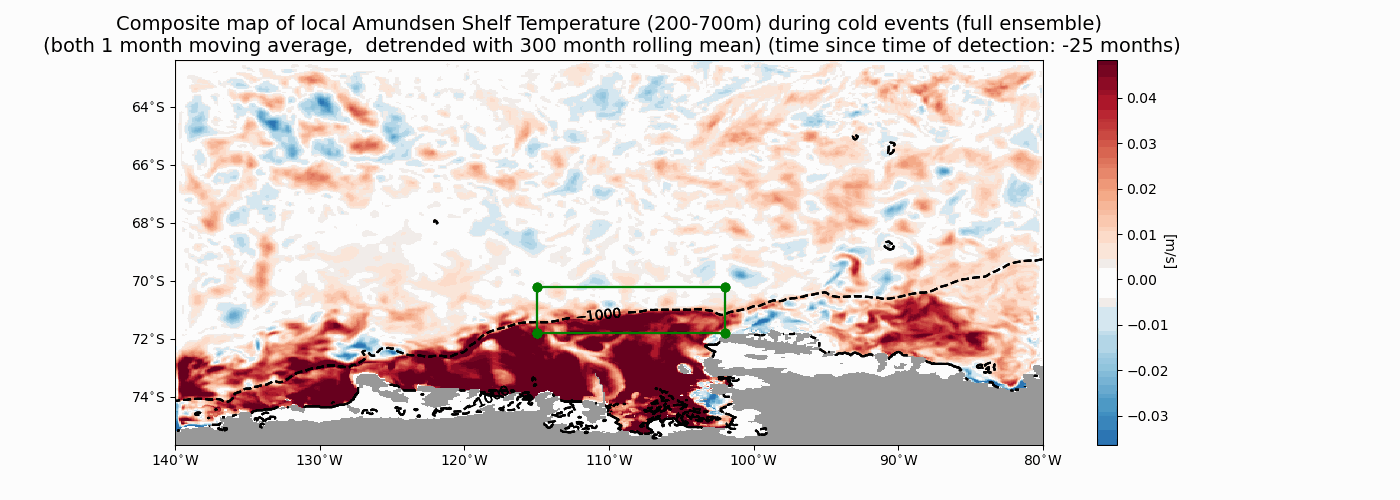 Composite map of local Amundsen Shelf Temperature (200-700m) during cold events (full ensemble)
(both 1 month moving average,  detrended with 300 month rolling mean) (time since time of detection: -25 months)
64°S
66°S
68°S
70°S
72°S
74°S
140°W
130°W
120°W
110°W
100°W
90°W
80°W
−1000
0.04
0.03
0.02
0.01
0.00
−0.01
−0.02
−0.03
[m/s]